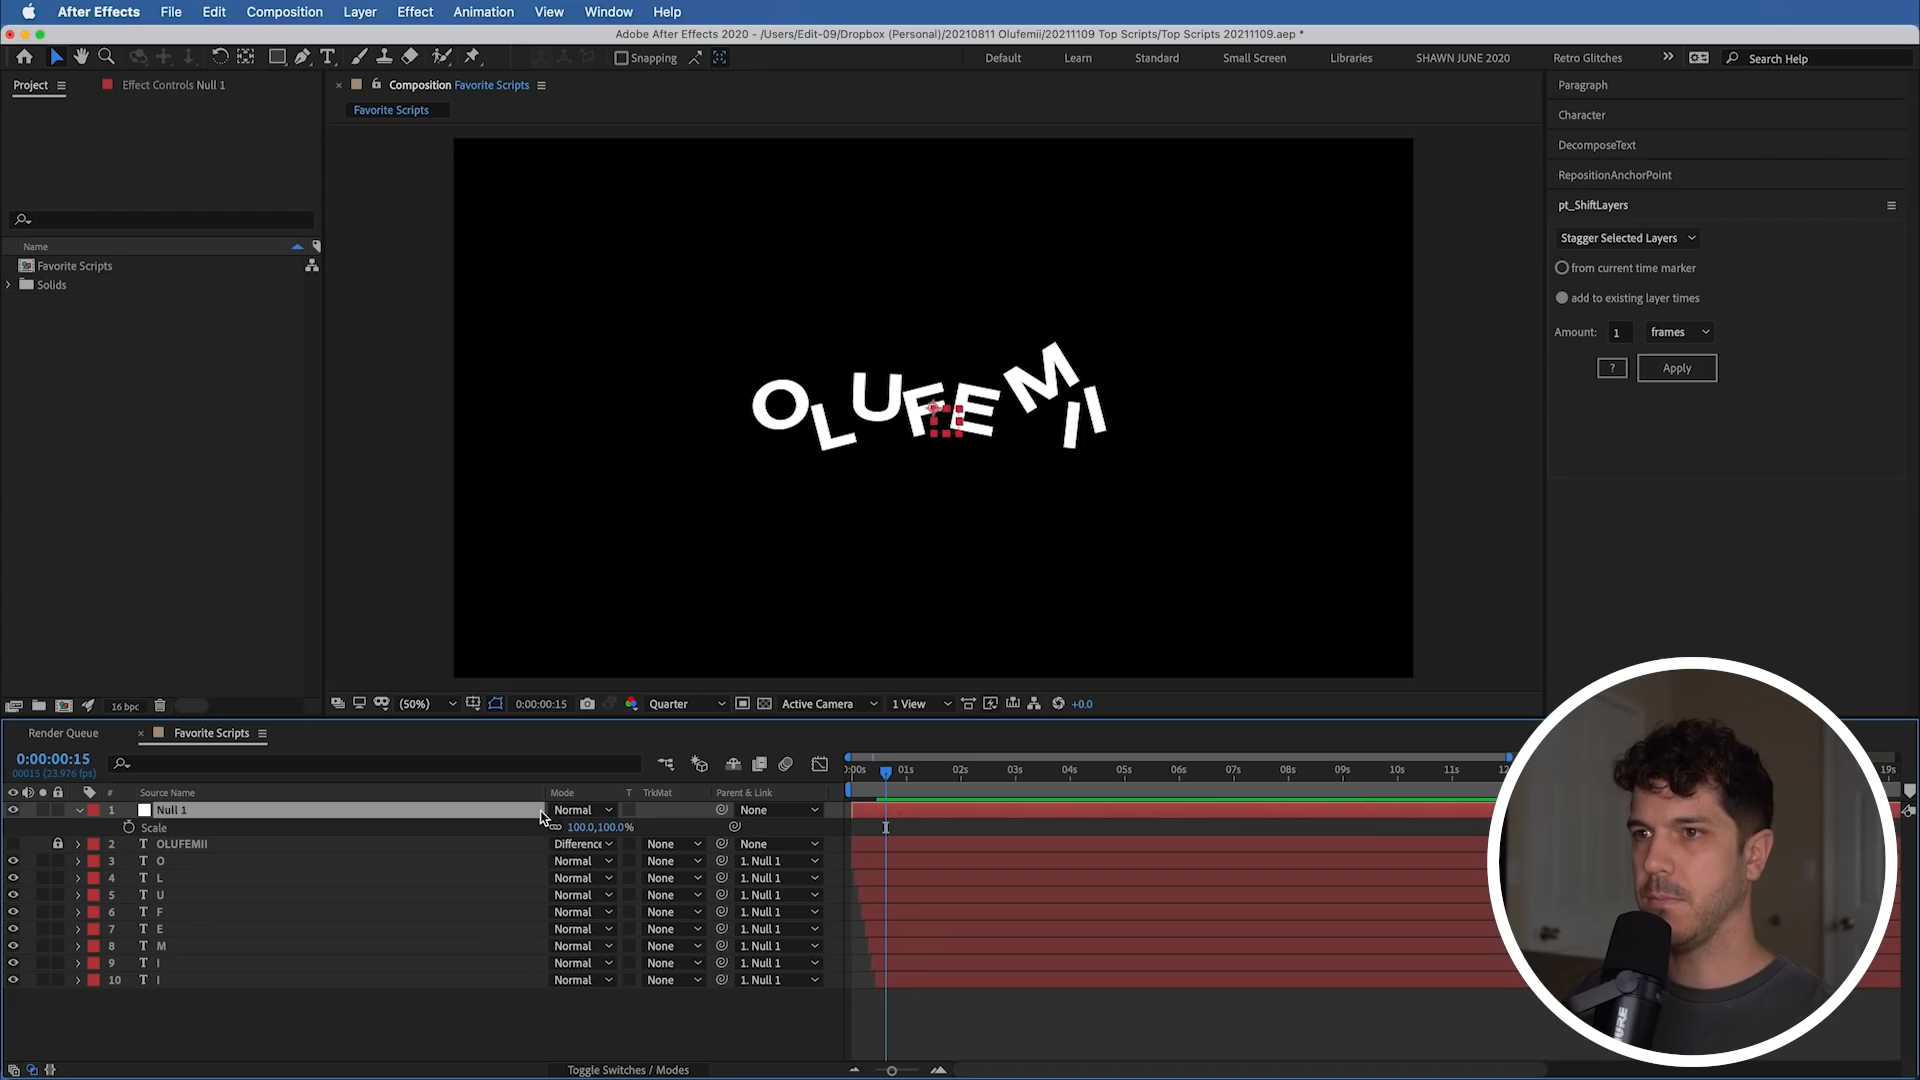 After Effects File Edit Composition Layer Effect Animation View Window Help
Adobe After Effects 2020 - /Users/Edit-09/Dropbox (Personal)/20210811 Olufemii/20211109 Top Scripts/Top Scripts 20211109.aep *
Snapping Default Learn Standard Small Screen Libraries SHAWN JUNE 2020 Retro Glitches Search Help
Project Effect Controls Null 1
Composition Favorite Scripts
Favorite Scripts
Name
Favorite Scripts
Solids
16 bpc
OLUFEMII
(50%) 0:00:00:15 Quarter Active Camera 1 View +0.0
Paragraph
Character
DecomposeText
RepositionAnchorPoint
pt_ShiftLayers
Stagger Selected Layers
from current time marker
add to existing layer times
Amount: 1 frames
? Apply
Render Queue Favorite Scripts
0:00:00:15
00015 (23.976 fps)
0:00s 01s 02s 03s 04s 05s 06s 07s 08s 09s 10s 11s 12 19s
# Source Name Mode T TrkMat Parent & Link
1 Null 1 Normal None
Scale 100.0,100.0%
2 OLUFEMII Difference None None
3 T O Normal None 1. Null 1
4 T L Normal None 1. Null 1
5 T U Normal None 1. Null 1
6 T F Normal None 1. Null 1
7 T E Normal None 1. Null 1
8 T M Normal None 1. Null 1
9 T I Normal None 1. Null 1
10 T I Normal None 1. Null 1
Toggle Switches / Modes